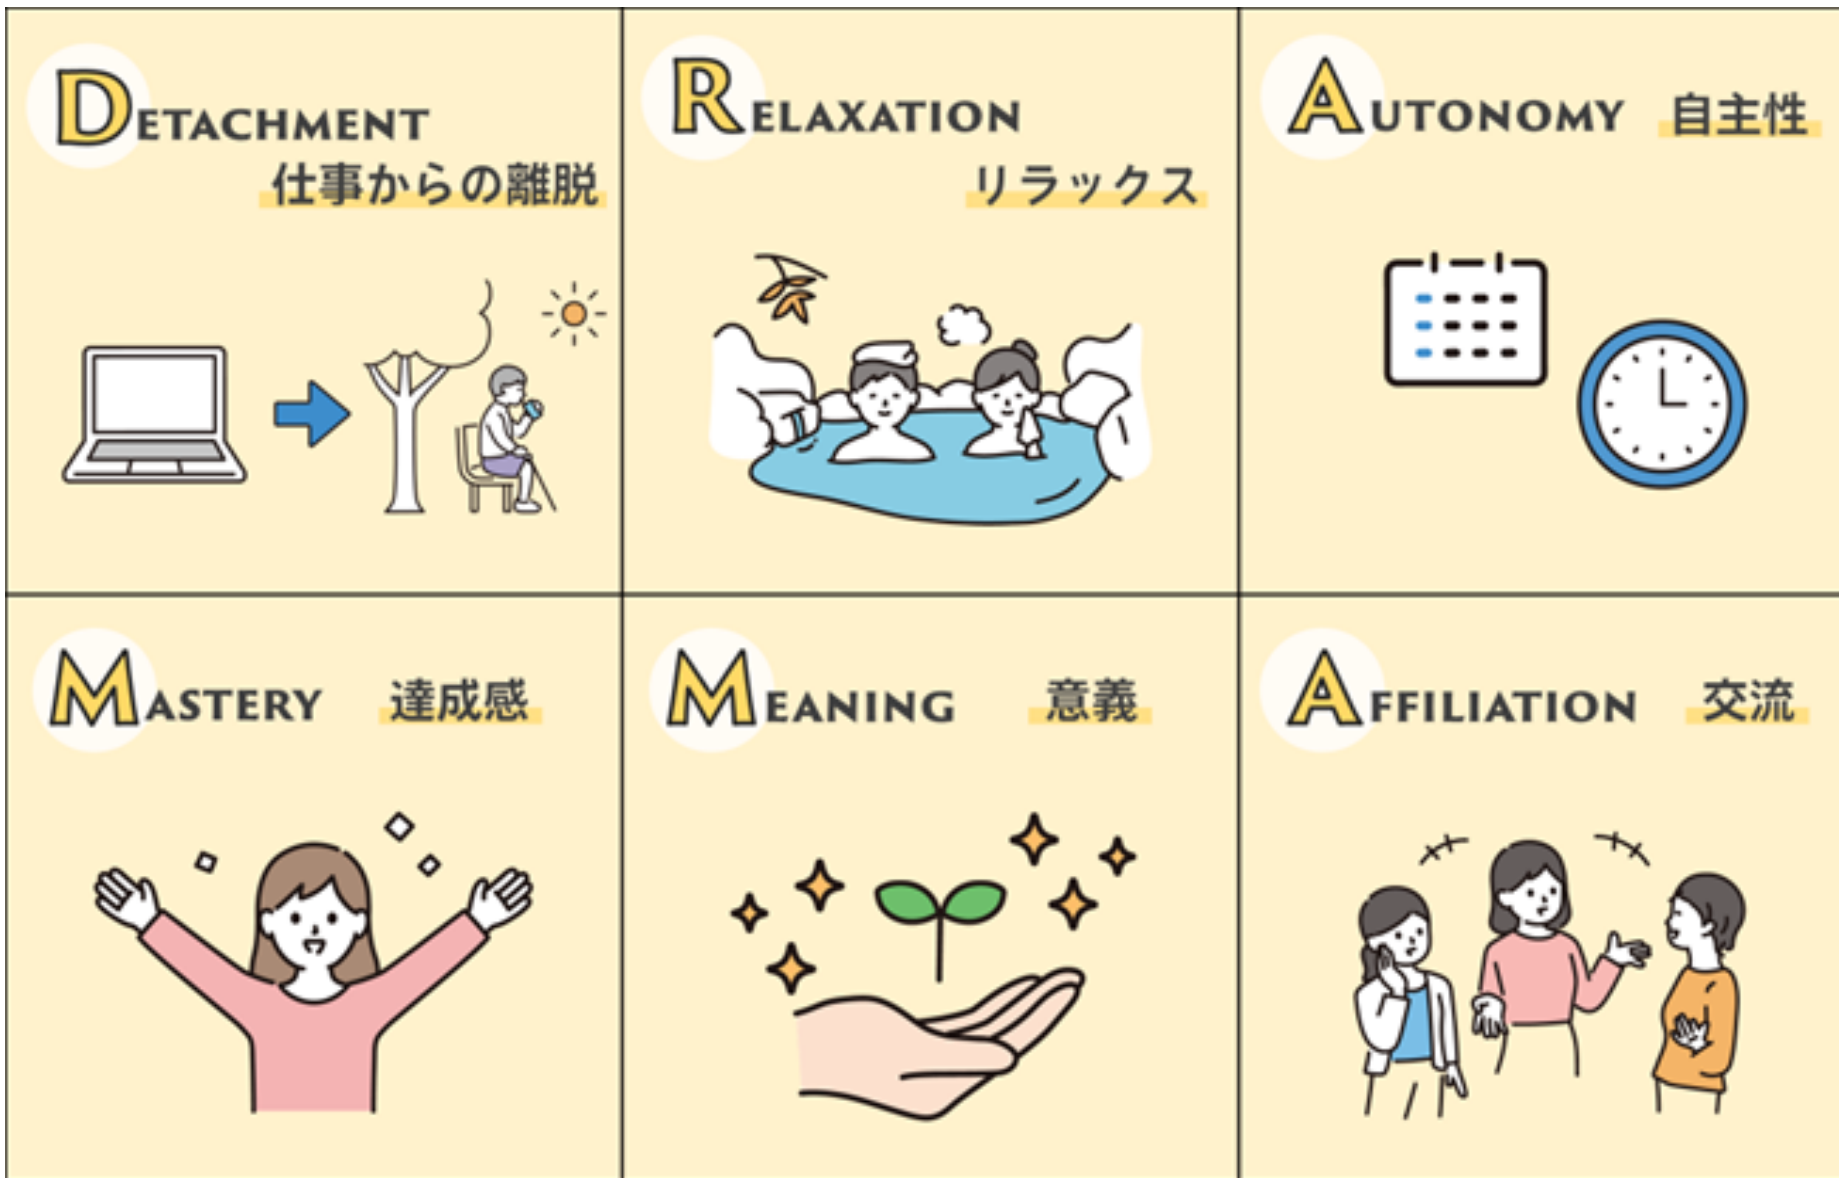 DETACHMENT
仕事からの離脱
RELAXATION
リラックス
AUTONOMY 自主性
MASTERY 達成感
MEANING 意義
AFFILIATION 交流